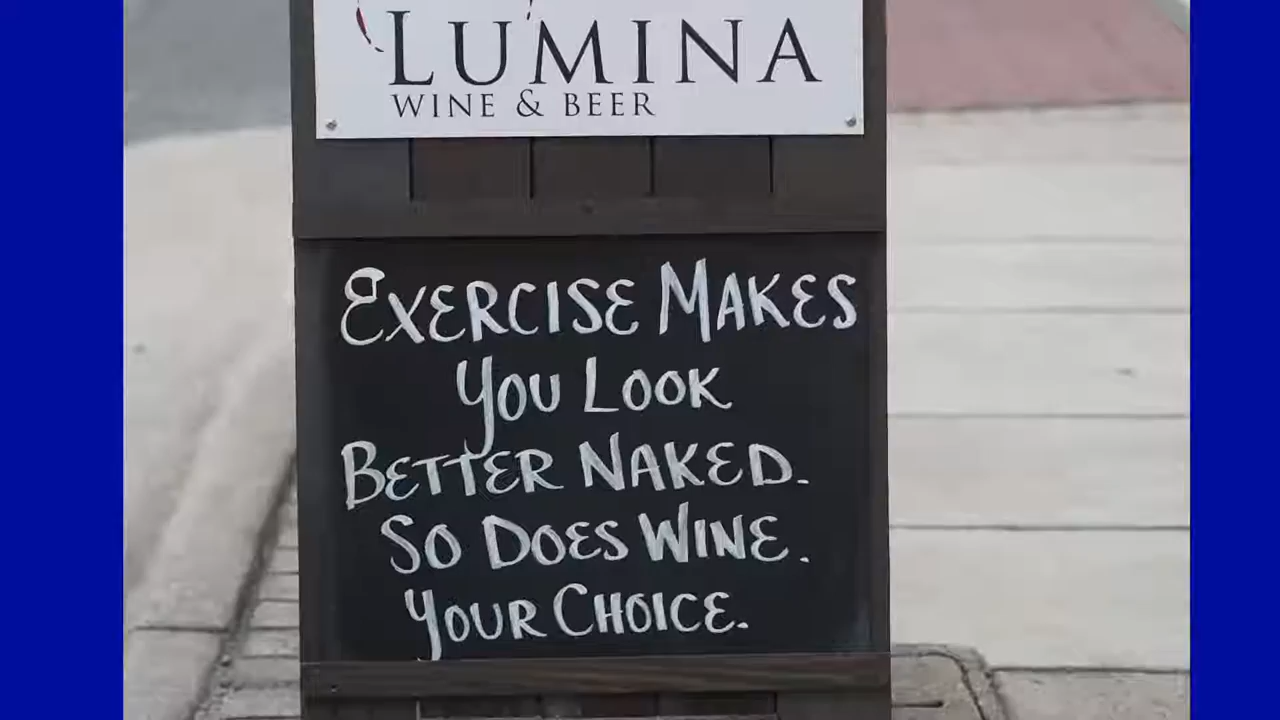 LUMINA
WINE & BEER
EXERCISE MAKES
YOU LOOK
BETTER NAKED.
SO DOES WINE.
YOUR CHOICE.